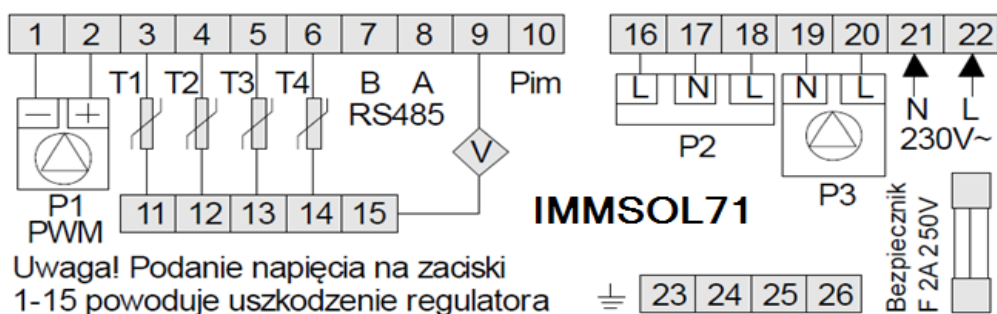 1 2 3 4 5 6 7 8 9 10
16 17 18 19 20 21 22
T1 T2 T3 T4 B A Pim
RS485
− +
V
P1
PWM
11 12 13 14 15
L N L N L N L
230V~
P2
P3
IMMSOL71
Bezpiecznik
F 2A 250V
Uwaga! Podanie napięcia na zaciski
1-15 powoduje uszkodzenie regulatora
23 24 25 26